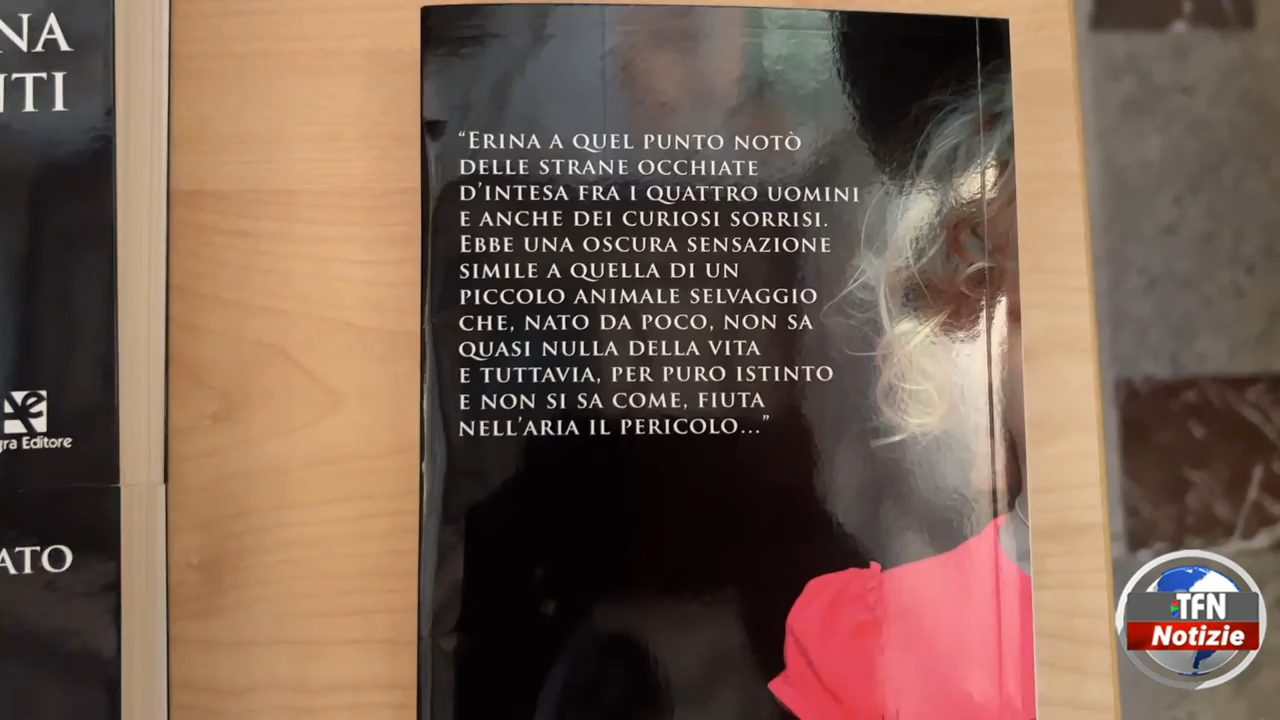 NA
NTI
gra Editore
ATO
“ERINA A QUEL PUNTO NOTÒ
DELLE STRANE OCCHIATE
D’INTESA FRA I QUATTRO UOMINI
E ANCHE DEI CURIOSI SORRISI.
EBBE UNA OSCURA SENSAZIONE
SIMILE A QUELLA DI UN
PICCOLO ANIMALE SELVAGGIO
CHE, NATO DA POCO, NON SA
QUASI NULLA DELLA VITA
E TUTTAVIA, PER PURO ISTINTO
E NON SI SA COME, FIUTA
NELL’ARIA IL PERICOLO...”
TFN
Notizie